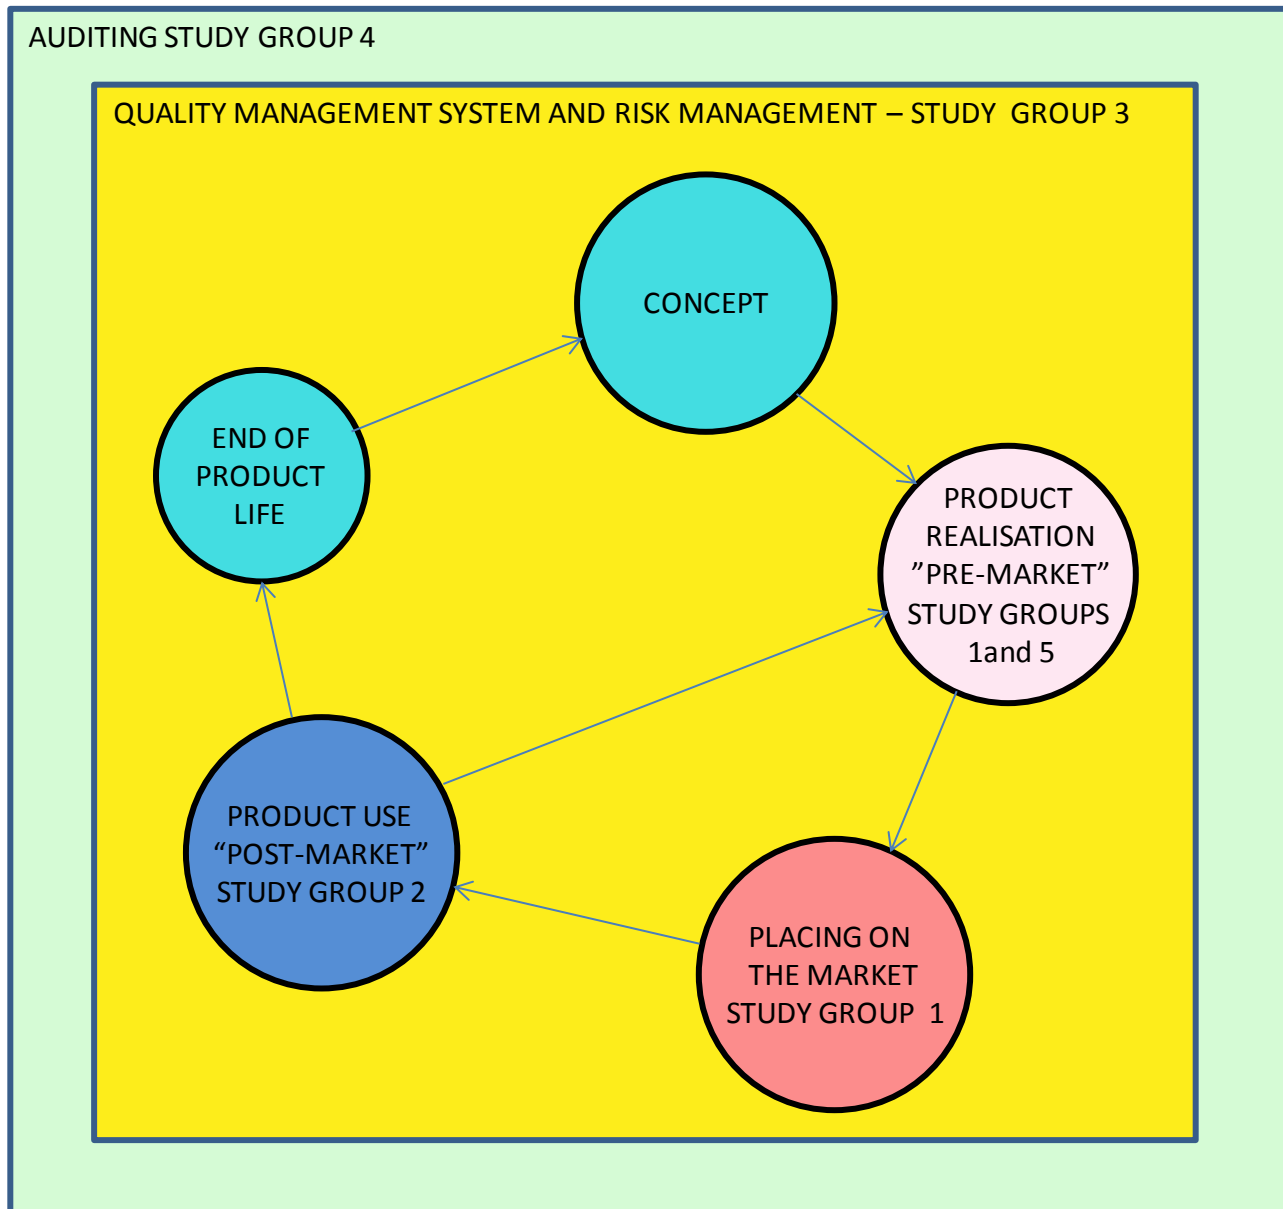 AUDITING STUDY GROUP 4
QUALITY MANAGEMENT SYSTEM AND RISK MANAGEMENT – STUDY GROUP 3
CONCEPT
END OF
PRODUCT
LIFE
PRODUCT
REALISATION
”PRE-MARKET”
STUDY GROUPS
1and 5
PRODUCT USE
“POST-MARKET”
STUDY GROUP 2
PLACING ON
THE MARKET
STUDY GROUP 1